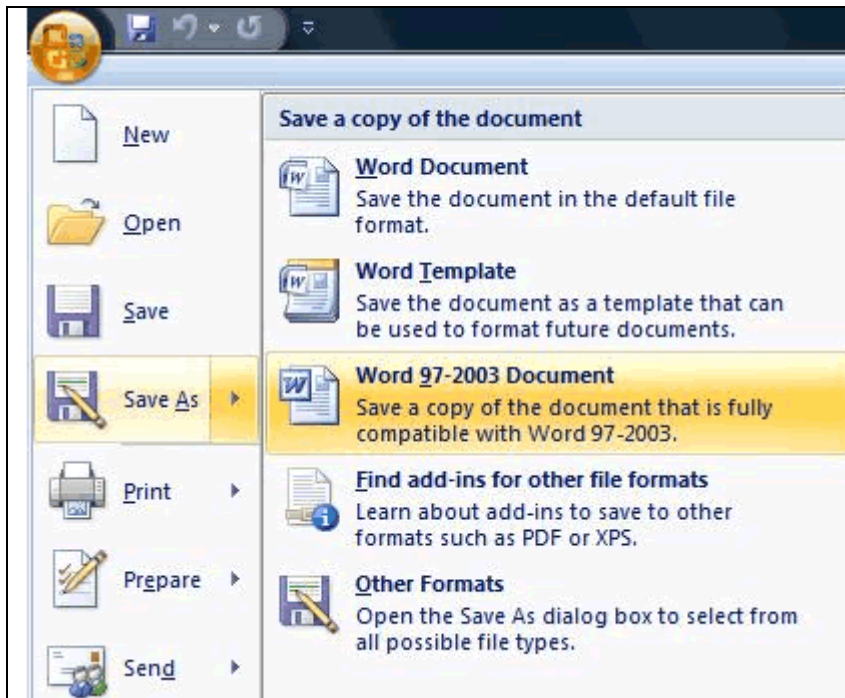 New
Open
Save
Save As
Print
Prepare
Send
Save a copy of the document
Word Document
Save the document in the default file
format.
Word Template
Save the document as a template that can
be used to format future documents.
Word 97-2003 Document
Save a copy of the document that is fully
compatible with Word 97-2003.
Find add-ins for other file formats
Learn about add-ins to save to other
formats such as PDF or XPS.
Other Formats
Open the Save As dialog box to select from
all possible file types.